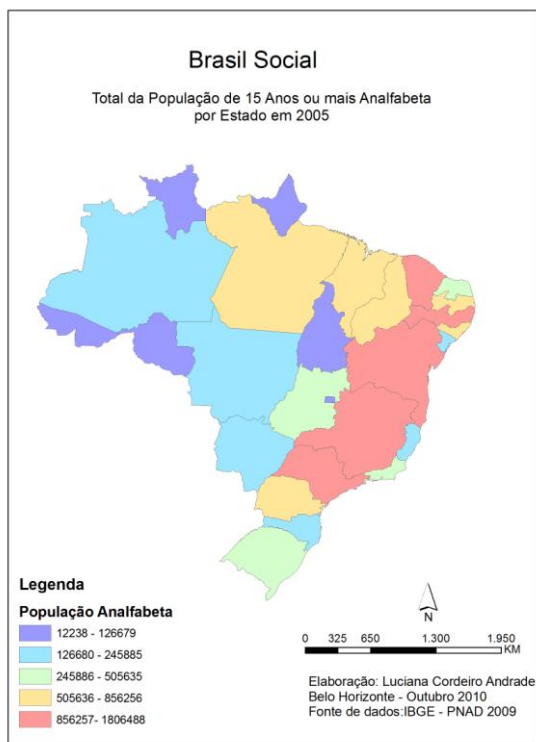 Brasil Social
Total da População de 15 Anos ou mais Analfabeta
por Estado em 2005
Legenda
População Analfabeta
12238 - 126679
126680 - 245885
245886 - 505635
505636 - 856256
856257- 1806488
N
0 325 650 1.300 1.950
KM
Elaboração: Luciana Cordeiro Andrade
Belo Horizonte - Outubro 2010
Fonte de dados:IBGE - PNAD 2009